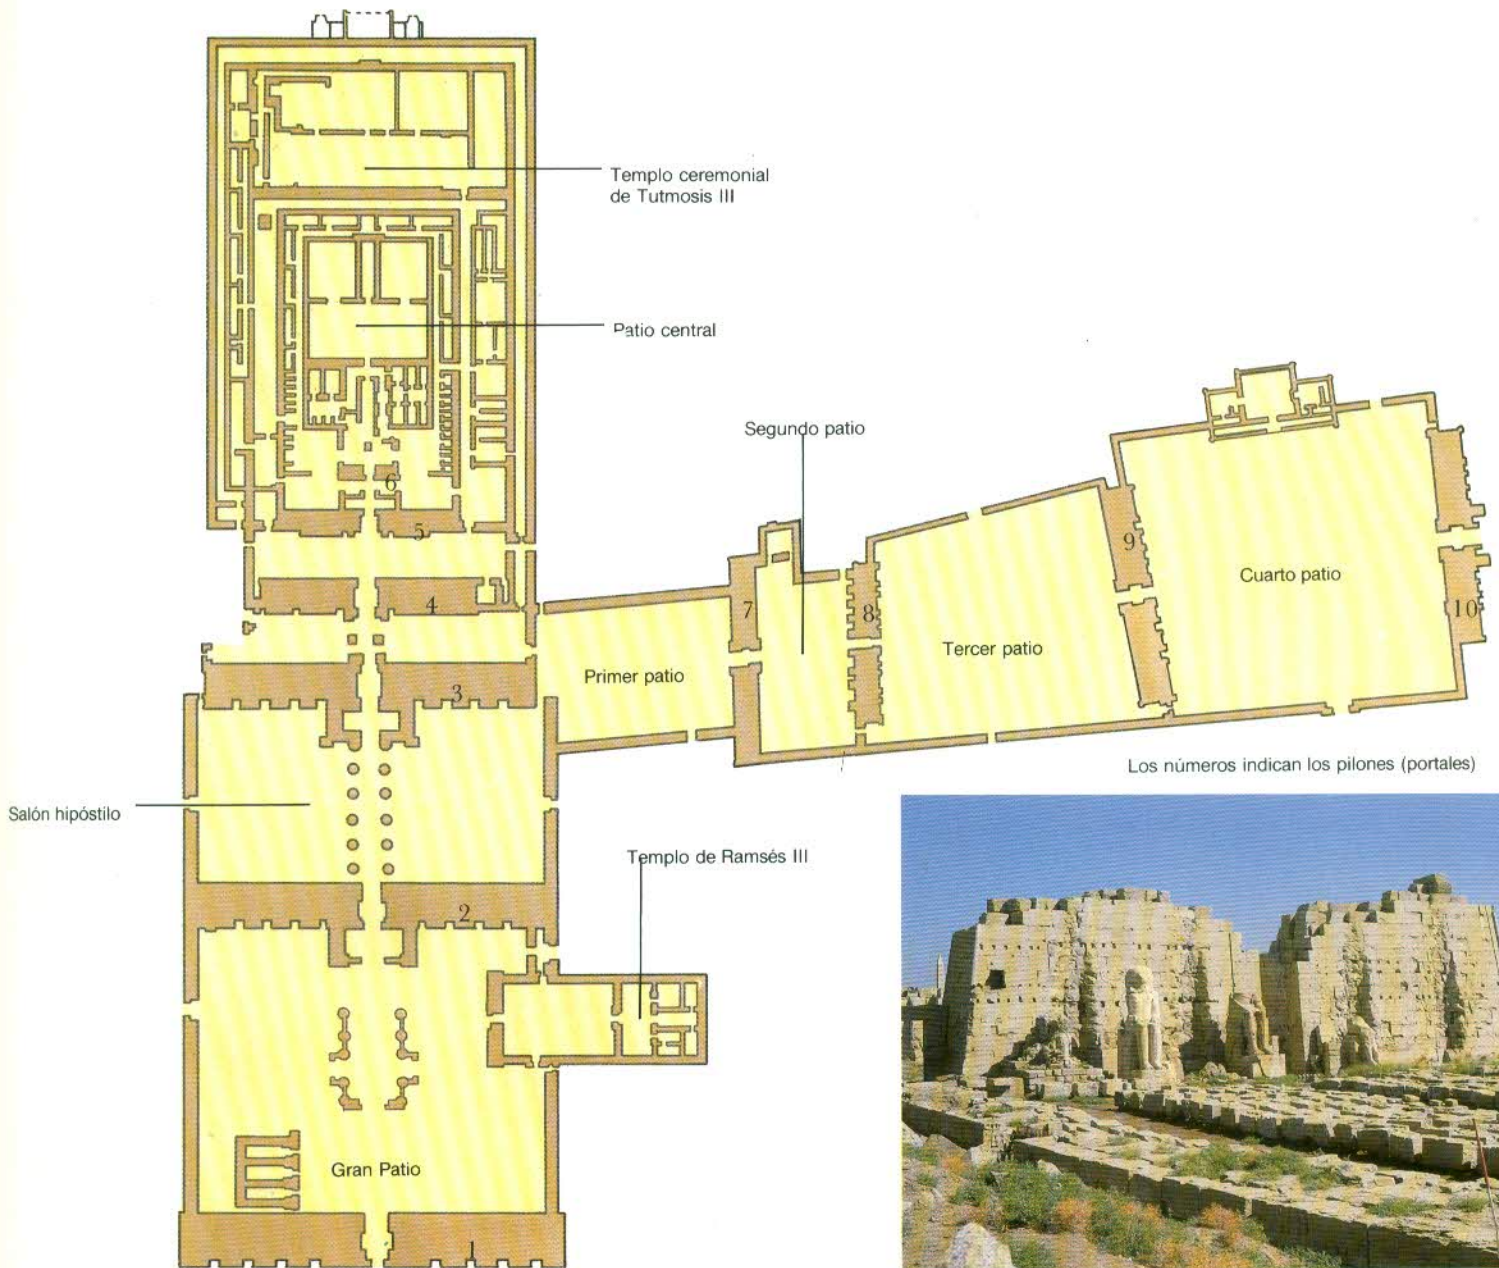 Templo ceremonial
de Tutmosis III
Patio central
Segundo patio
6
5
4
7
8
9
10
Cuarto patio
Tercer patio
Primer patio
3
Los números indican los pilones (portales)
Salón hipóstilo
Templo de Ramsés III
2
Gran Patio
1